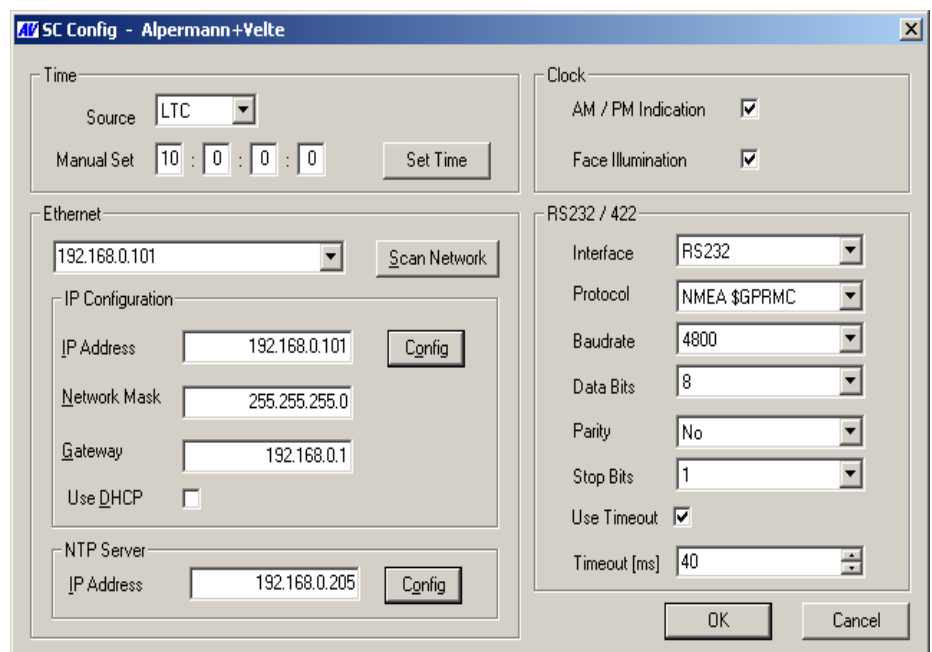 AV SC Config - Alpermann+Velte
Time
Source LTC
Manual Set 10 : 0 : 0 : 0 Set Time
Clock
AM / PM Indication
Face Illumination
Ethernet
192.168.0.101 Scan Network
IP Configuration
IP Address 192.168.0.101 Config
Network Mask 255.255.255.0
Gateway 192.168.0.1
Use DHCP
NTP Server
IP Address 192.168.0.205 Config
RS232 / 422
Interface RS232
Protocol NMEA $GPRMC
Baudrate 4800
Data Bits 8
Parity No
Stop Bits 1
Use Timeout
Timeout [ms] 40
OK Cancel